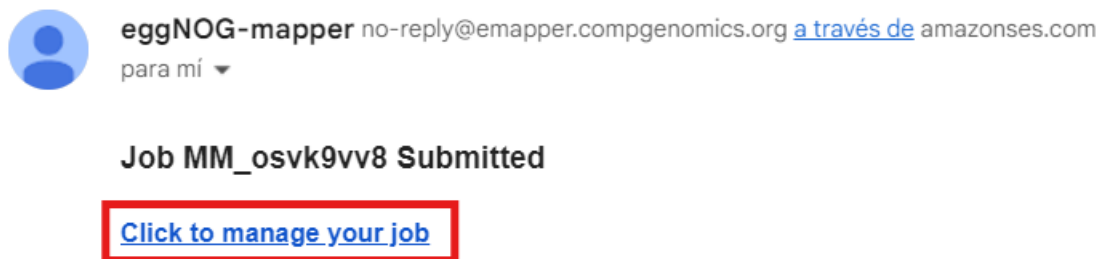 eggNOG-mapper no-reply@emapper.compgenomics.org a través de amazonses.com
para mí
Job MM_osvk9vv8 Submitted
Click to manage your job